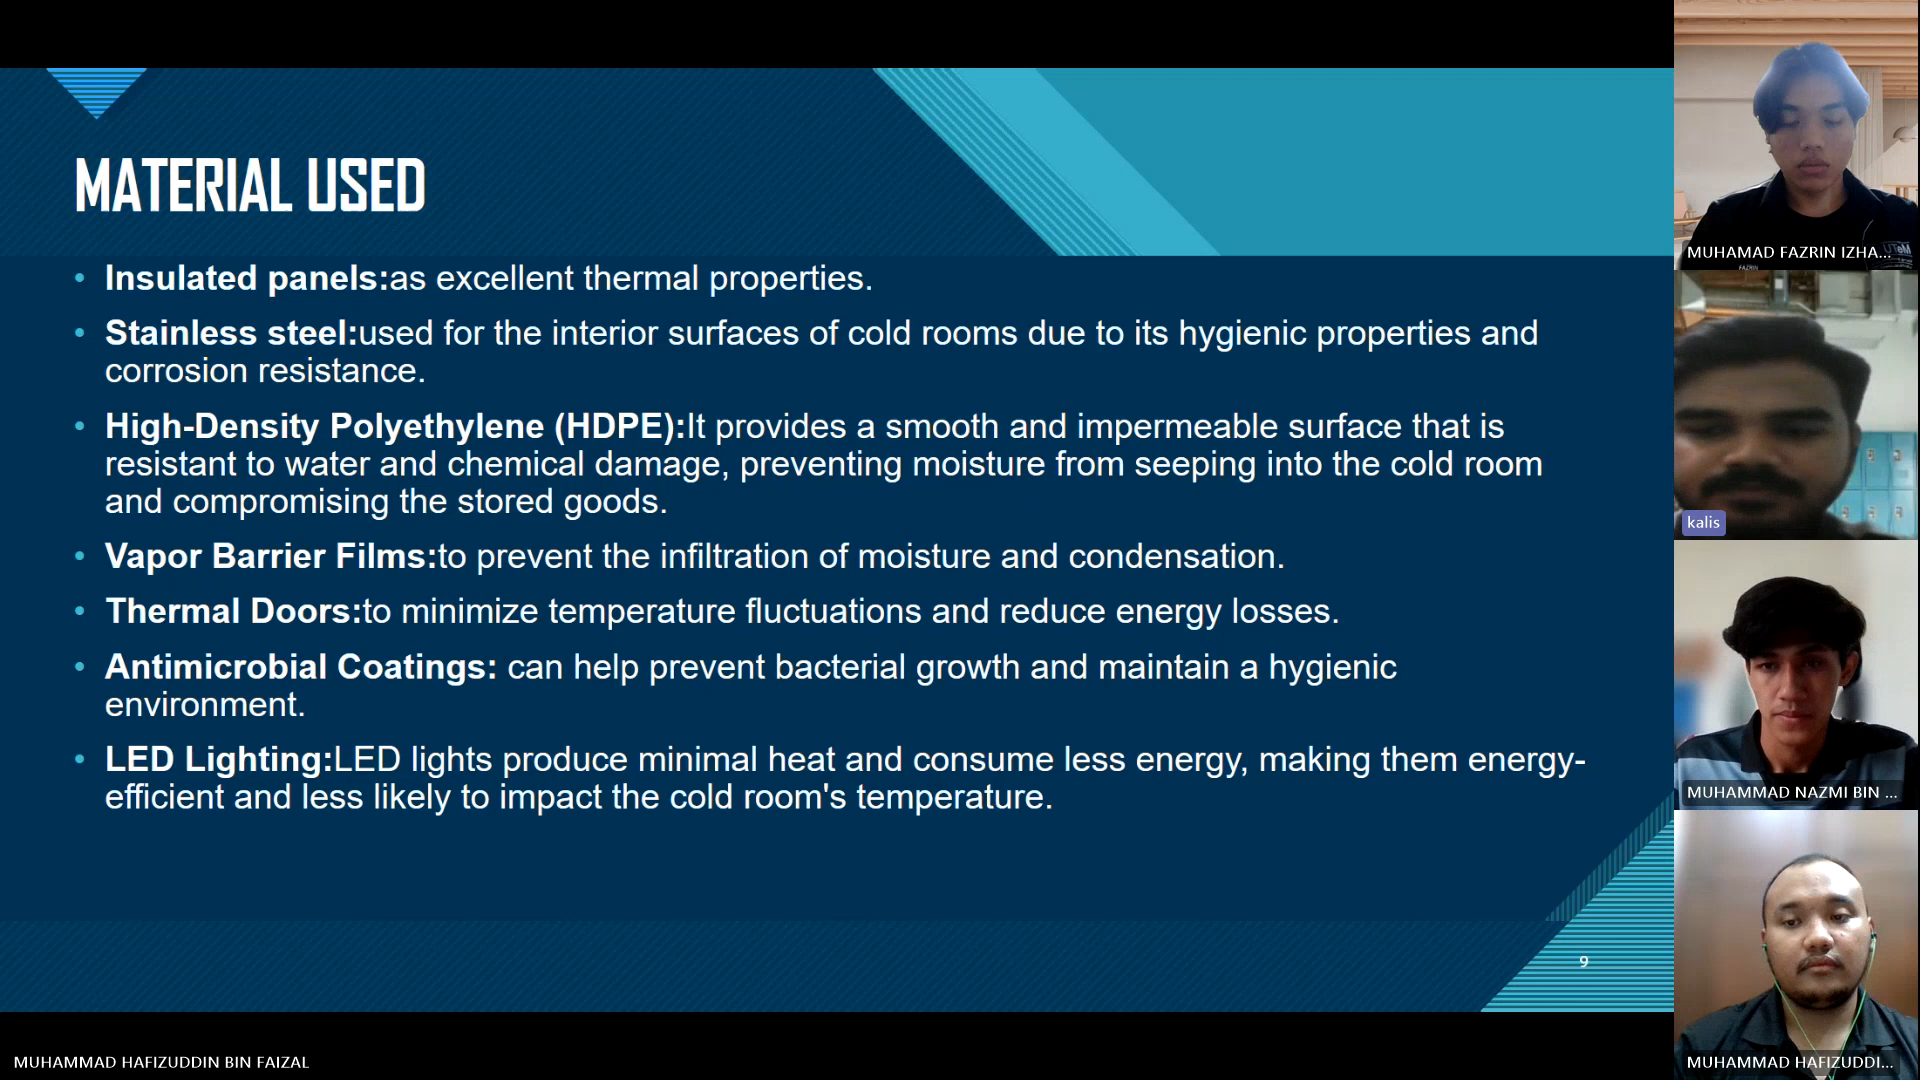 MATERIAL USED
• Insulated panels:as excellent thermal properties.
• Stainless steel:used for the interior surfaces of cold rooms due to its hygienic properties and
corrosion resistance.
• High-Density Polyethylene (HDPE):It provides a smooth and impermeable surface that is
resistant to water and chemical damage, preventing moisture from seeping into the cold room
and compromising the stored goods.
• Vapor Barrier Films:to prevent the infiltration of moisture and condensation.
• Thermal Doors:to minimize temperature fluctuations and reduce energy losses.
• Antimicrobial Coatings: can help prevent bacterial growth and maintain a hygienic
environment.
• LED Lighting:LED lights produce minimal heat and consume less energy, making them energy-
efficient and less likely to impact the cold room's temperature.
9
MUHAMMAD HAFIZUDDIN BIN FAIZAL
UTeM
FAZRIN
MUHAMAD FAZRIN IZHA...
kalis
MUHAMMAD NAZMI BIN ...
MUHAMMAD HAFIZUDDI...